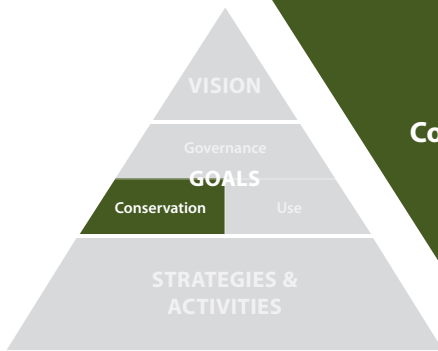 VISION
Governance
GOALS
Conservation
Use
STRATEGIES &
ACTIVITIES
Co